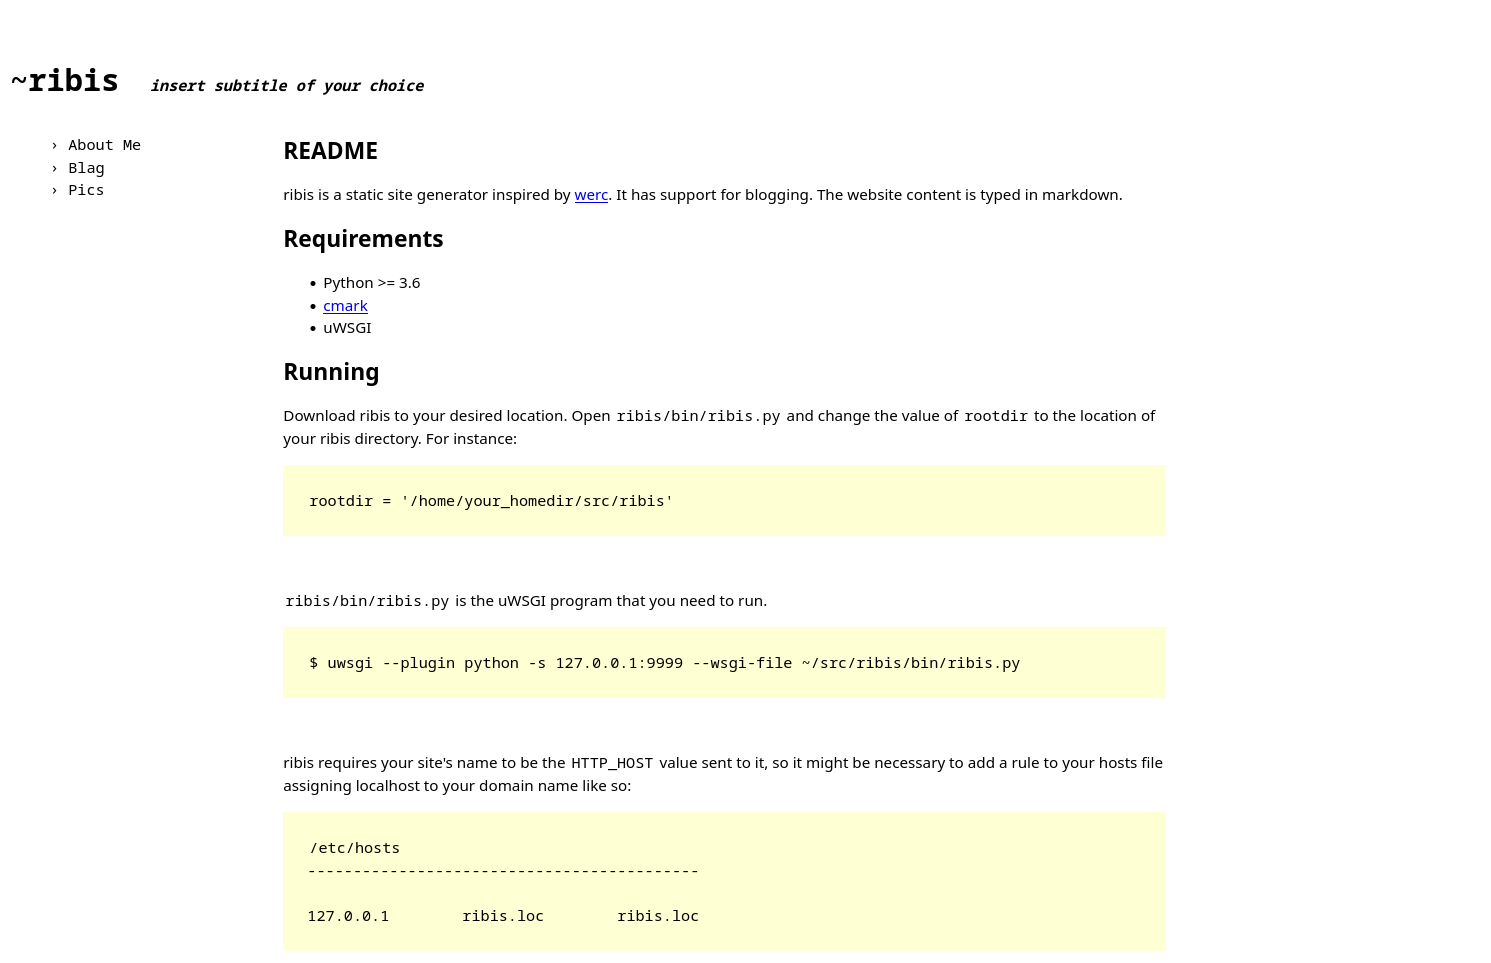 ~ribis insert subtitle of your choice
› About Me
› Blag
› Pics
README
ribis is a static site generator inspired by werc. It has support for blogging. The website content is typed in markdown.
Requirements
• Python >= 3.6
• cmark
• uWSGI
Running
Download ribis to your desired location. Open ribis/bin/ribis.py and change the value of rootdir to the location of
your ribis directory. For instance:
rootdir = '/home/your_homedir/src/ribis'
ribis/bin/ribis.py is the uWSGI program that you need to run.
$ uwsgi --plugin python -s 127.0.0.1:9999 --wsgi-file ~/src/ribis/bin/ribis.py
ribis requires your site's name to be the HTTP_HOST value sent to it, so it might be necessary to add a rule to your hosts file
assigning localhost to your domain name like so:
/etc/hosts
-------------------------------------------
127.0.0.1        ribis.loc        ribis.loc